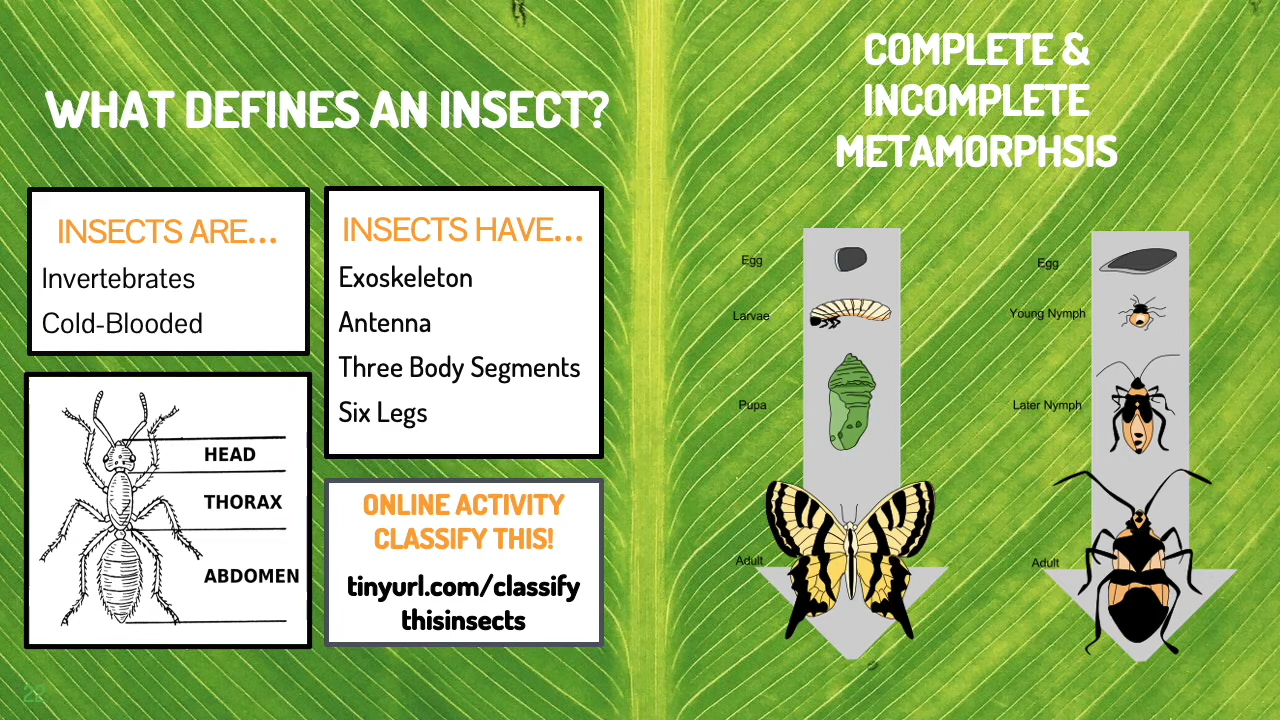 WHAT DEFINES AN INSECT?
INSECTS ARE...
Invertebrates
Cold-Blooded
INSECTS HAVE...
Exoskeleton
Antenna
Three Body Segments
Six Legs
HEAD
THORAX
ABDOMEN
ONLINE ACTIVITY
CLASSIFY THIS!
tinyurl.com/classify
thisinsects
COMPLETE &
INCOMPLETE
METAMORPHSIS
Egg
Larvae
Pupa
Adult
Egg
Young Nymph
Later Nymph
Adult